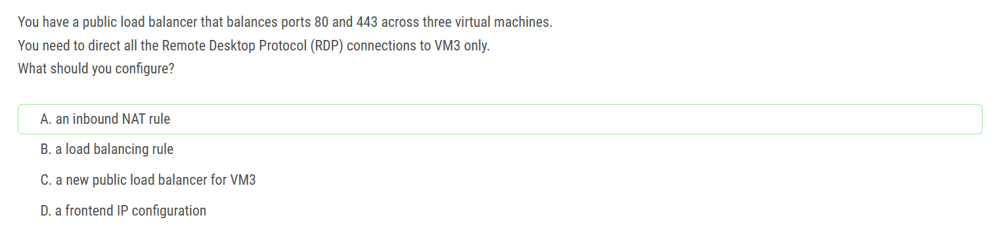 You have a public load balancer that balances ports 80 and 443 across three virtual machines.
You need to direct all the Remote Desktop Protocol (RDP) connections to VM3 only.
What should you configure?
A. an inbound NAT rule
B. a load balancing rule
C. a new public load balancer for VM3
D. a frontend IP configuration